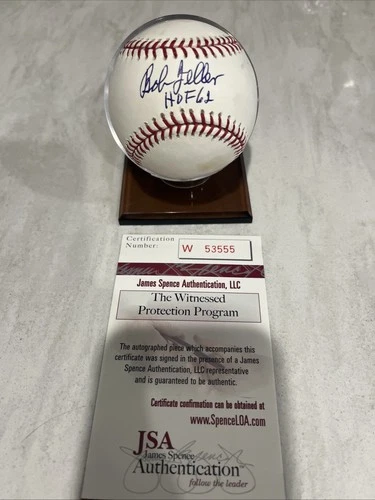 Bob Feller
HOF 62
Certification
Number:
W 53555
James Spence Authentication, LLC
The Witnessed
Protection Program
The autographed piece which accompanies this
certificate was signed in the presence of a James
Spence Authentication, LLC representative
and is guaranteed to be authentic.
Certificate confirmation can be obtained at
www.SpenceLOA.com
JSA
James Spence
Authentication
follow the leader